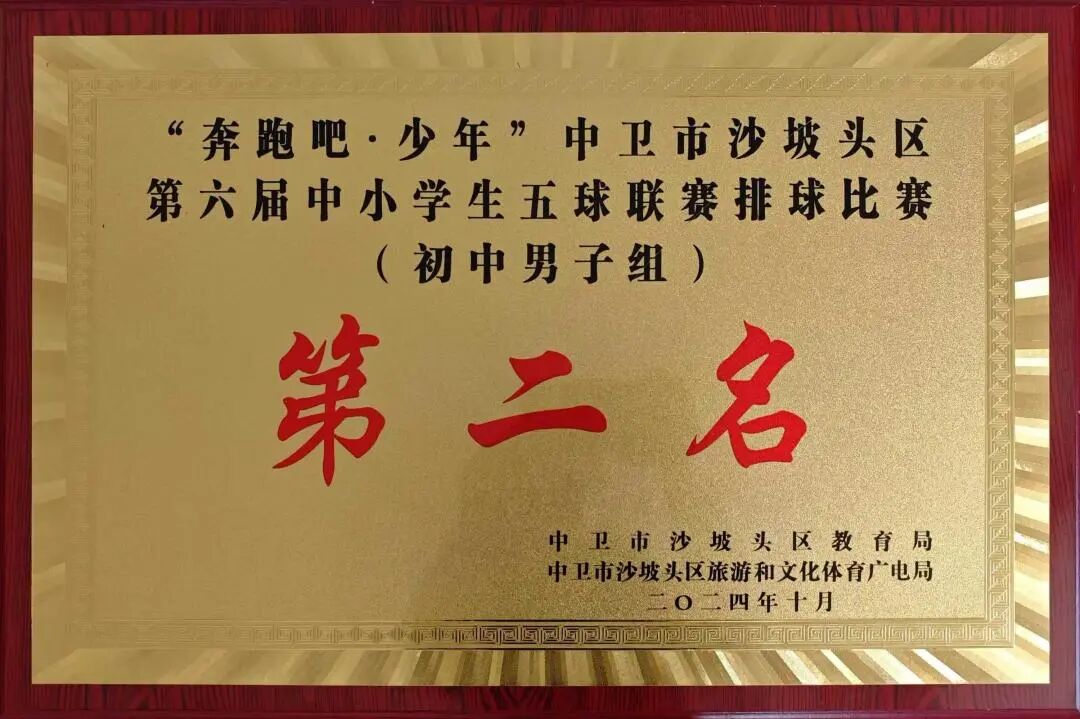 “奔跑吧·少年”中卫市沙坡头区
第六届中小学生五球联赛排球比赛
（初中男子组）
第二名
中卫市沙坡头区教育局
中卫市沙坡头区旅游和文化体育广电局
二〇二四年十月